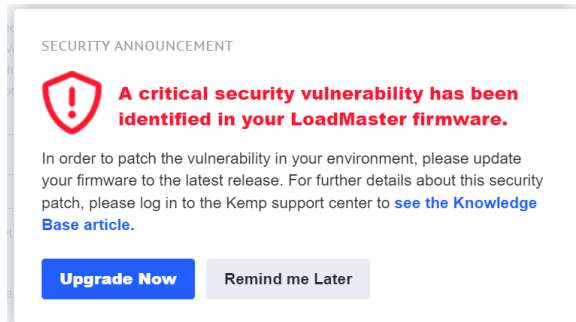 SECURITY ANNOUNCEMENT
A critical security vulnerability has been
identified in your LoadMaster firmware.
In order to patch the vulnerability in your environment, please update
your firmware to the latest release. For further details about this security
patch, please log in to the Kemp support center to see the Knowledge
Base article.
Upgrade Now
Remind me Later